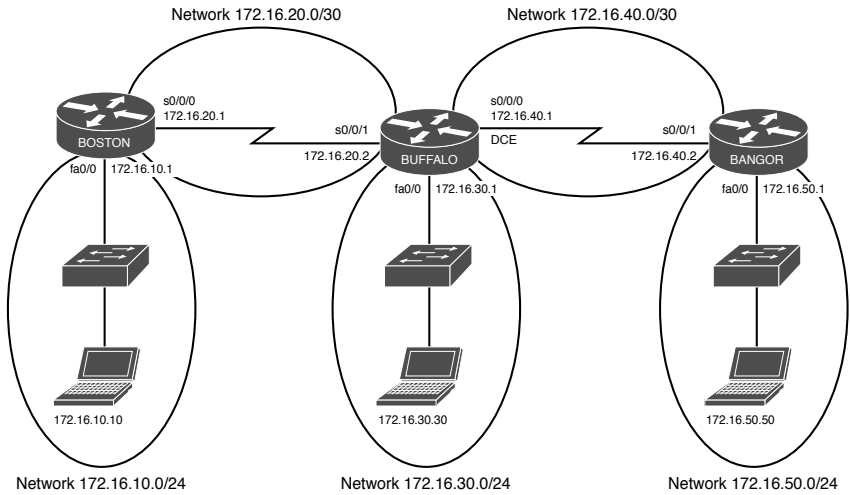 Network 172.16.20.0/30
Network 172.16.40.0/30
s0/0/0
172.16.20.1
s0/0/1
172.16.20.2
s0/0/0
172.16.40.1
DCE
s0/0/1
172.16.40.2
BOSTON
BUFFALO
BANGOR
fa0/0
172.16.10.1
fa0/0
172.16.30.1
fa0/0
172.16.50.1
172.16.10.10
172.16.30.30
172.16.50.50
Network 172.16.10.0/24
Network 172.16.30.0/24
Network 172.16.50.0/24